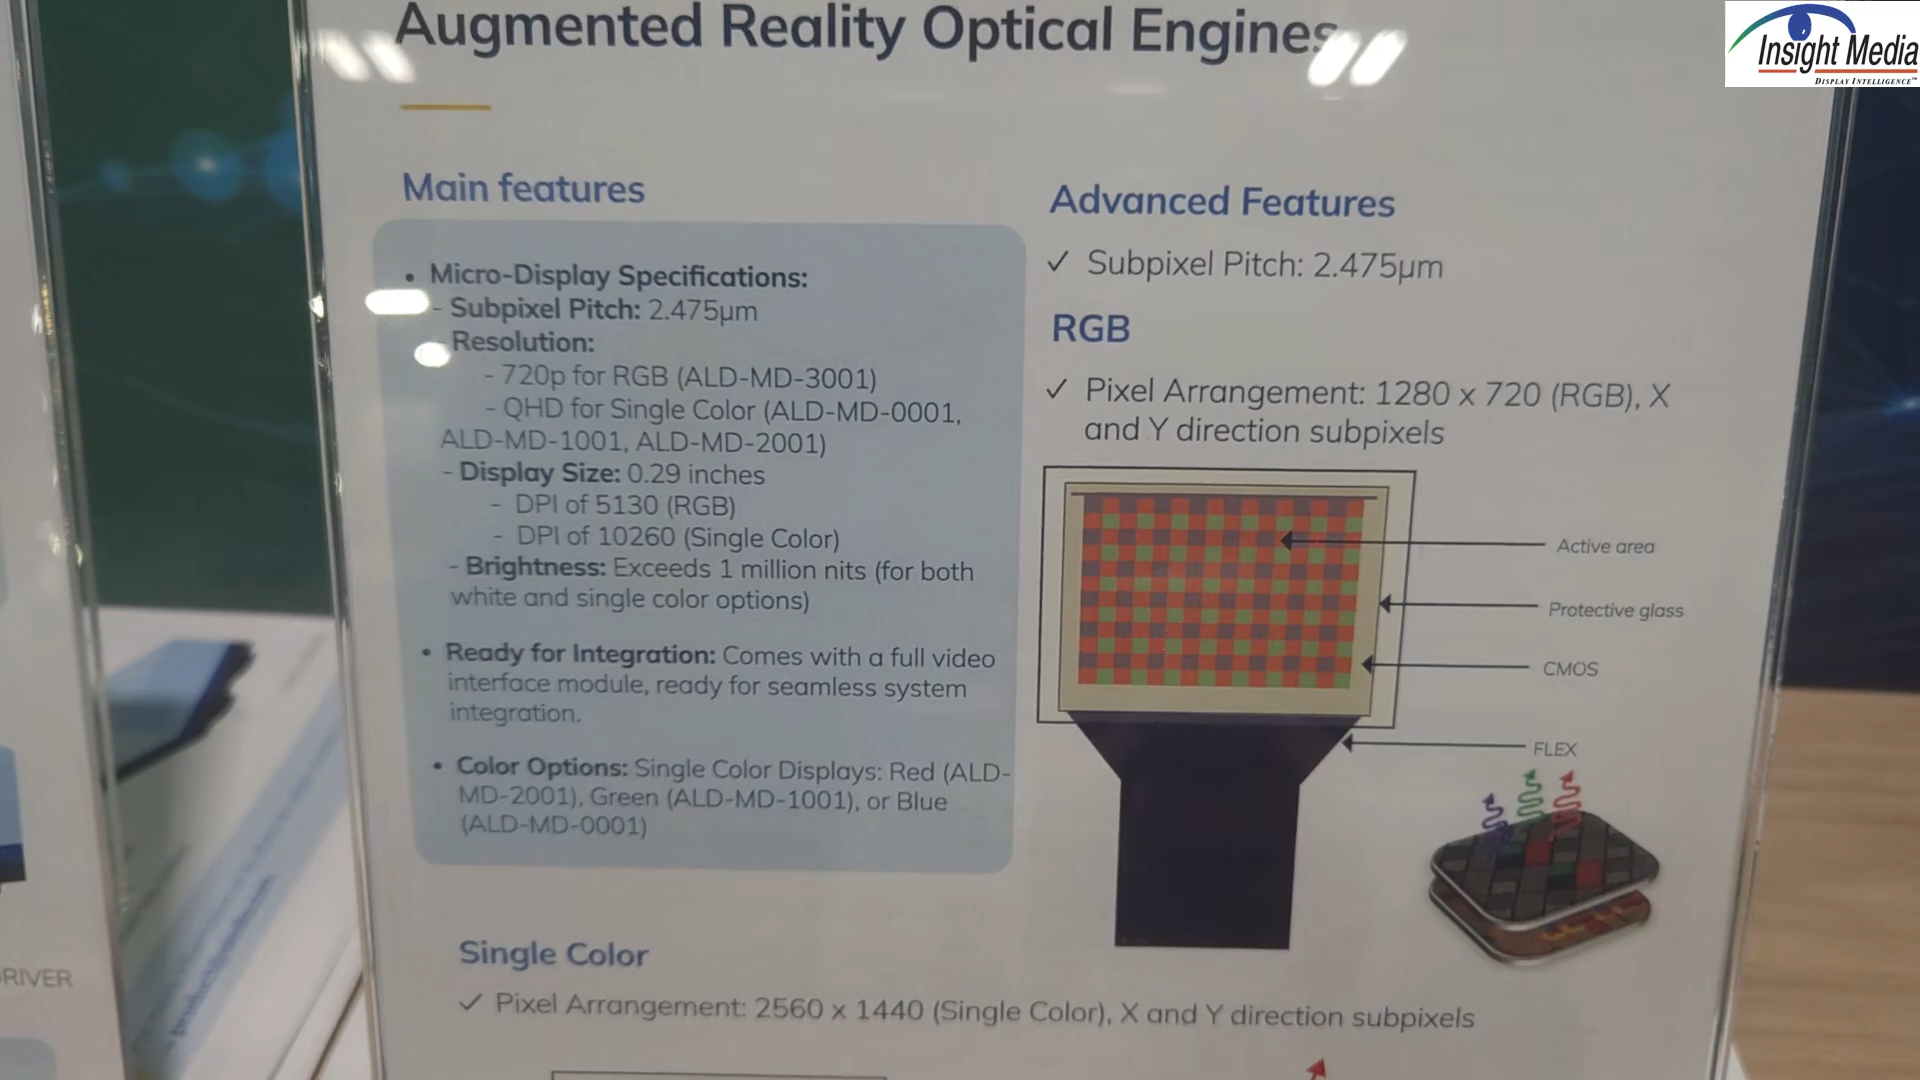 Augmented Reality Optical Engines
Insight Media
DISPLAY INTELLIGENCE™
Main features
• Micro-Display Specifications:
- Subpixel Pitch: 2.475µm
Resolution:
- 720p for RGB (ALD-MD-3001)
- QHD for Single Color (ALD-MD-0001,
ALD-MD-1001, ALD-MD-2001)
- Display Size: 0.29 inches
- DPI of 5130 (RGB)
- DPI of 10260 (Single Color)
- Brightness: Exceeds 1 million nits (for both
white and single color options)
• Ready for Integration: Comes with a full video
interface module, ready for seamless system
integration.
• Color Options: Single Color Displays: Red (ALD-
MD-2001), Green (ALD-MD-1001), or Blue
(ALD-MD-0001)
Advanced Features
✓ Subpixel Pitch: 2.475µm
RGB
✓ Pixel Arrangement: 1280 x 720 (RGB), X
and Y direction subpixels
Active area
Protective glass
CMOS
FLEX
Single Color
✓ Pixel Arrangement: 2560 x 1440 (Single Color), X and Y direction subpixels
RIVER